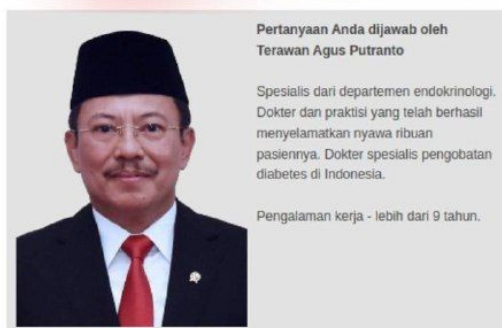 Pertanyaan Anda dijawab oleh
Terawan Agus Putranto
Spesialis dari departemen endokrinologi.
Dokter dan praktisi yang telah berhasil
menyelamatkan nyawa ribuan
pasiennya. Dokter spesialis pengobatan
diabetes di Indonesia.
Pengalaman kerja - lebih dari 9 tahun.